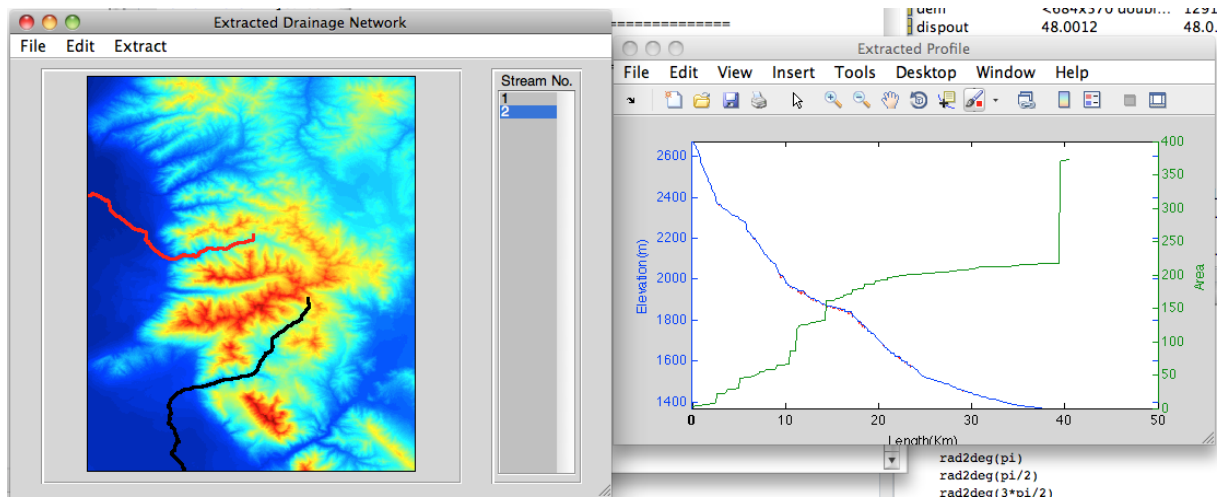 Extracted Drainage Network
File Edit Extract
Stream No.
1
2
==============
dem <684x370 doubl... 1291
dispout 48.0012 48.0.
Extracted Profile
File Edit View Insert Tools Desktop Window Help
2600
2400
2200
2000
1800
1600
1400
Elevation (m)
400
350
300
250
200
150
100
50
0
Area
0 10 20 30 40 50
Length(Km)
rad2deg(pi)
rad2deg(pi/2)
rad2deg(3*pi/2)